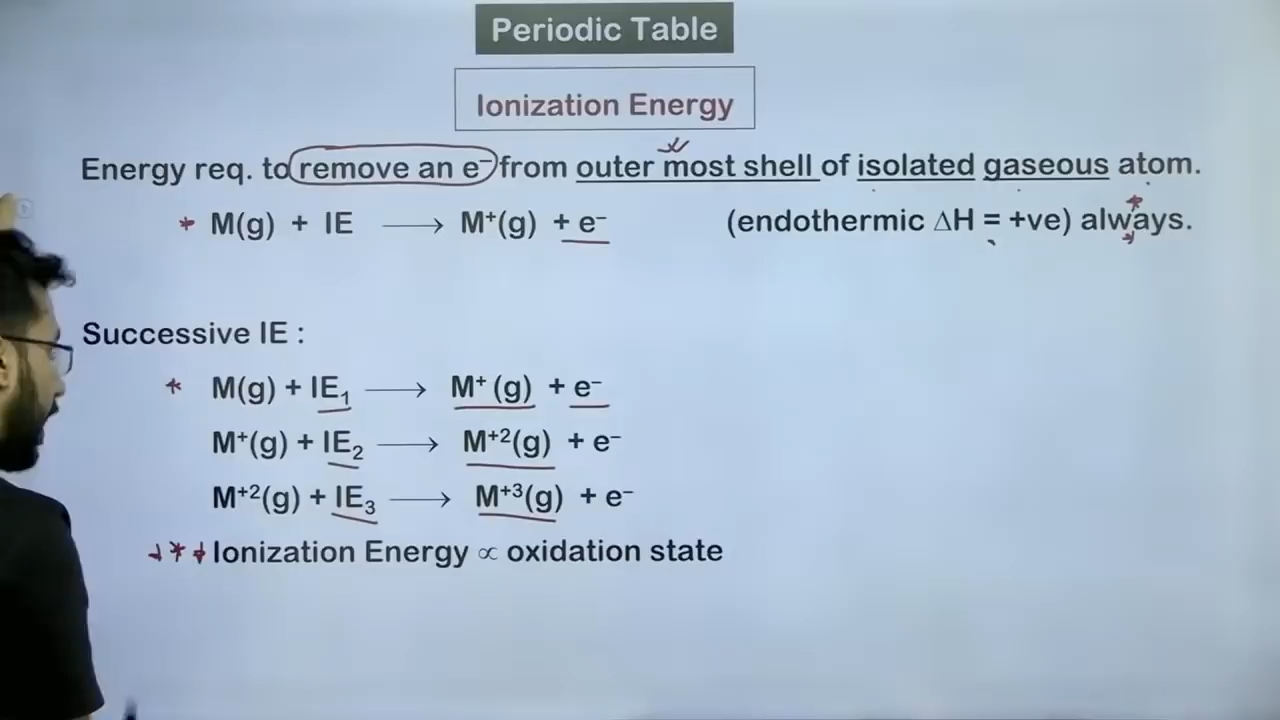 Periodic Table
Ionization Energy
Energy req. to remove an e⁻ from outer most shell of isolated gaseous atom.
* M(g) + IE ⟶ M⁺(g) + e⁻ (endothermic ΔH = +ve) always.
Successive IE :
* M(g) + IE₁ ⟶ M⁺ (g) + e⁻
M⁺(g) + IE₂ ⟶ M⁺²(g) + e⁻
M⁺²(g) + IE₃ ⟶ M⁺³(g) + e⁻
*** Ionization Energy ∝ oxidation state